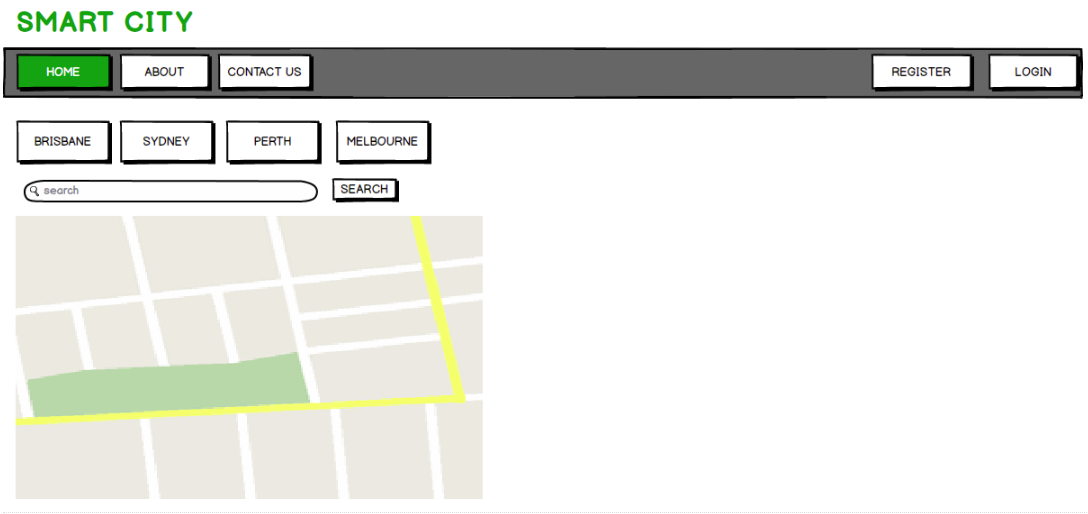 SMART CITY
HOME ABOUT CONTACT US REGISTER LOGIN
BRISBANE SYDNEY PERTH MELBOURNE
search SEARCH